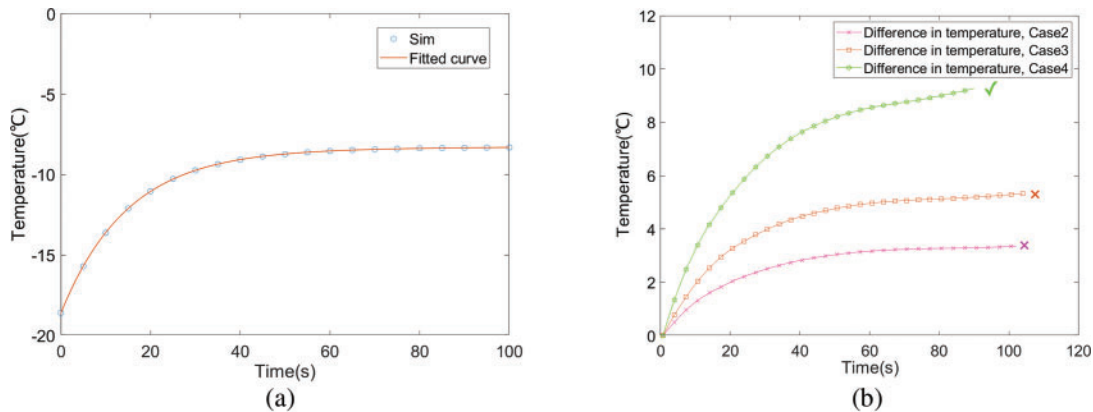 0
-5
-10
-15
-20
Temperature(℃)
0
20
40
60
80
100
Time(s)
Sim
Fitted curve
(a)
12
10
8
6
4
2
0
Temperature(℃)
0
20
40
60
80
100
120
Time(s)
Difference in temperature, Case2
Difference in temperature, Case3
Difference in temperature, Case4
(b)